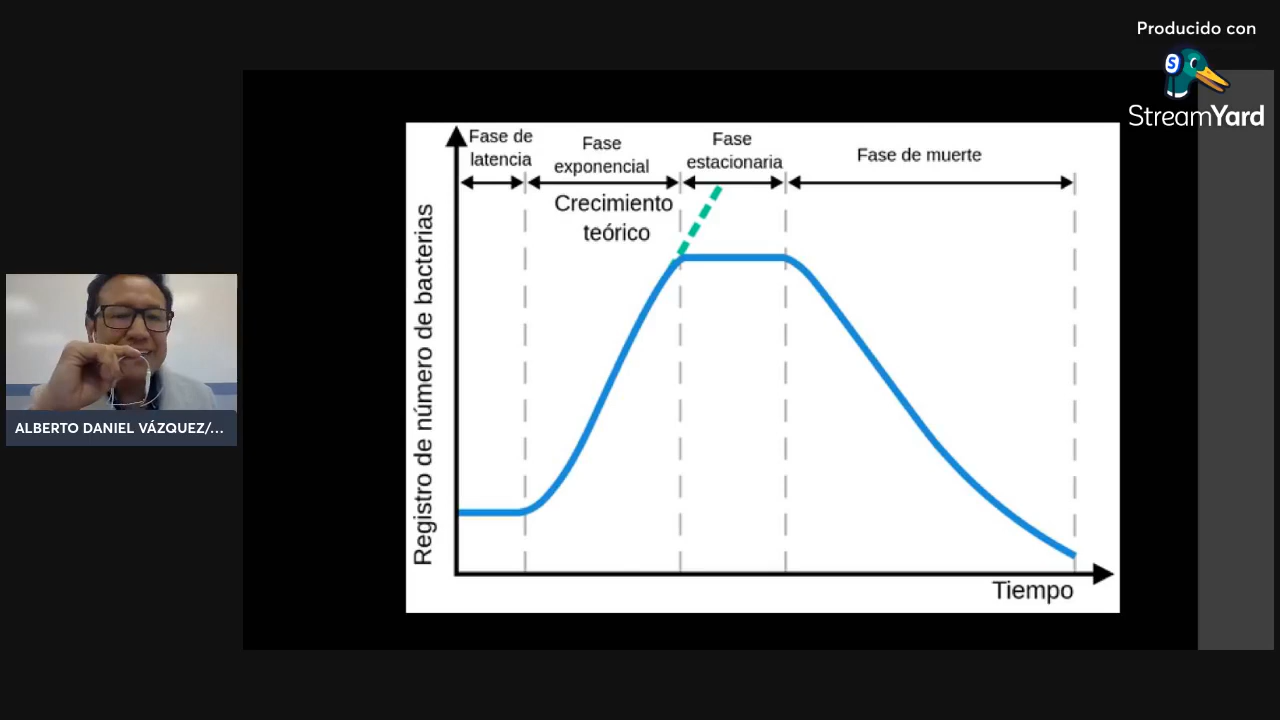 Producido con
StreamYard
Fase de
latencia
Fase
exponencial
Fase
estacionaria
Fase de muerte
Crecimiento
teórico
Registro de número de bacterias
Tiempo
ALBERTO DANIEL VÁZQUEZ/...